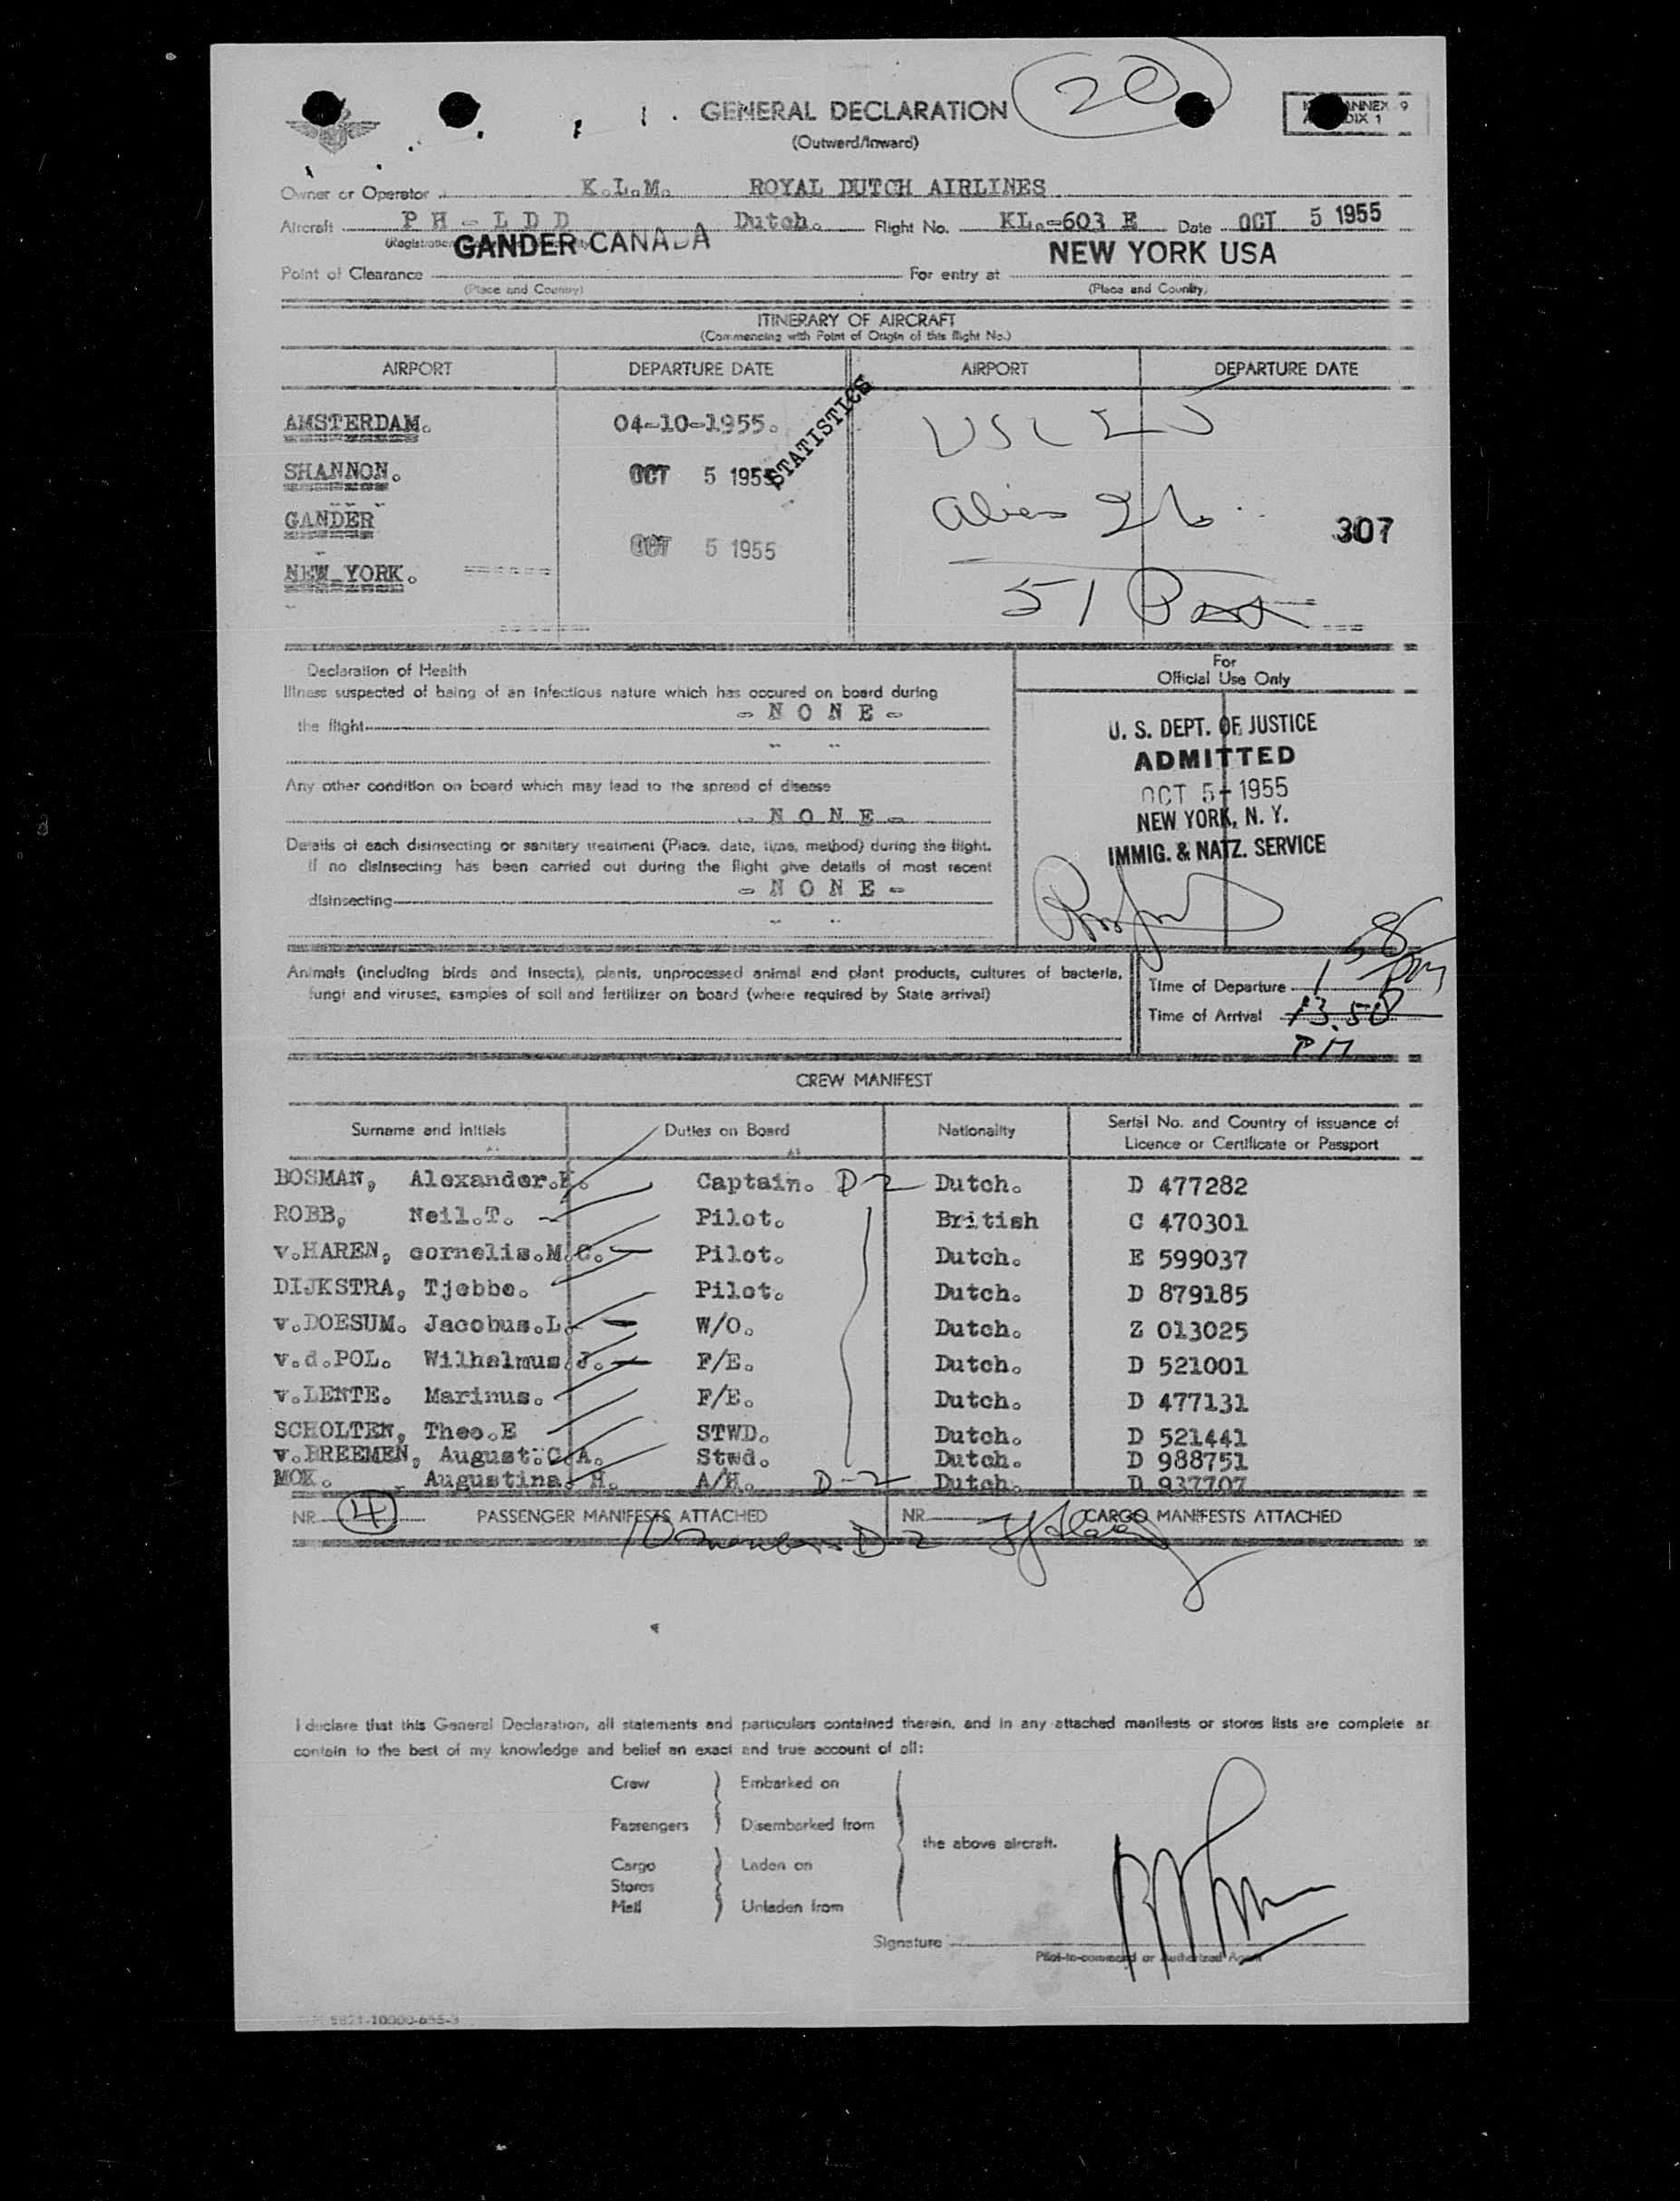 20
GENERAL DECLARATION
ANNEX 9
DIX 1
(Outward/Inward)
Owner or Operator K.L.M. ROYAL DUTCH AIRLINES
Aircraft P H - L D D Dutch. Flight No. KL.-603 E Date OCT 5 1955
GANDER CANADA NEW YORK USA
Point of Clearance For entry at
(Place and Country) (Place and Country)
ITINERARY OF AIRCRAFT
(Commencing with Point of Origin of this flight No.)
AIRPORT DEPARTURE DATE AIRPORT DEPARTURE DATE
STATISTICS
AMSTERDAM. 04-10-1955.
SHANNON. OCT 5 1955
GANDER OCT 5 1955
307
NEW YORK.
51 Pass
Declaration of Health
Illness suspected of being of an infectious nature which has occured on board during
the flight - N O N E -
Any other condition on board which may lead to the spread of disease
- N O N E -
Details of each disinsecting or sanitary treatment (Place, date, time, method) during the flight.
If no disinsecting has been carried out during the flight give details of most recent
disinsecting - N O N E -
For
Official Use Only
U. S. DEPT. OF JUSTICE
ADMITTED
OCT 5 - 1955
NEW YORK, N. Y.
IMMIG. & NATZ. SERVICE
Animals (including birds and insects), plants, unprocessed animal and plant products, cultures of bacteria,
fungi and viruses, samples of soil and fertilizer on board (where required by State arrival)
Time of Departure 1 58 pm
Time of Arrival 13.58
PM
CREW MANIFEST
Surname and Initials Duties on Board Nationality Serial No. and Country of issuance of
Licence or Certificate or Passport
BOSMAN, Alexander.H. Captain. D-2 Dutch. D 477282
ROBB, Neil.T. Pilot. British C 470301
v.HAREN, cornelis.M.C. Pilot. Dutch. E 599037
DIJKSTRA, Tjebbe. Pilot. Dutch. D 879185
v.DOESUM. Jacobus.L. W/O. Dutch. Z 013025
v.d.POL. Wilhelmus.J. F/E. Dutch. D 521001
v.LENTE. Marinus. F/E. Dutch. D 477131
SCHOLTEN, Theo.E STWD. Dutch. D 521441
v.BREEMEN, August.C.A. Stwd. Dutch. D 988751
MOK. Augustina. H. A/H. D-2 Dutch. D 937707
NR 4 PASSENGER MANIFESTS ATTACHED NR CARGO MANIFESTS ATTACHED
10 members D-2
I declare that this General Declaration, all statements and particulars contained therein, and in any attached manifests or stores lists are complete ar
contain to the best of my knowledge and belief an exact and true account of all:
Crew Embarked on
Passengers Disembarked from
the above aircraft.
Cargo Laden on
Stores
Mail Unladen from
Signature
Pilot-in-command or Authorized Agent